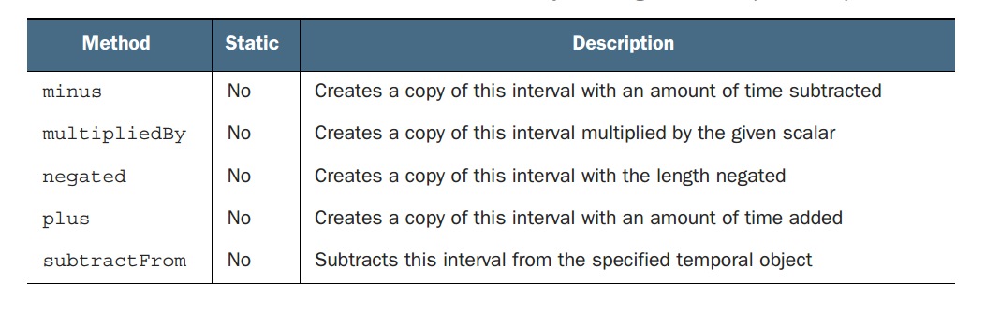 Method Static Description
minus No Creates a copy of this interval with an amount of time subtracted
multipliedBy No Creates a copy of this interval multiplied by the given scalar
negated No Creates a copy of this interval with the length negated
plus No Creates a copy of this interval with an amount of time added
subtractFrom No Subtracts this interval from the specified temporal object